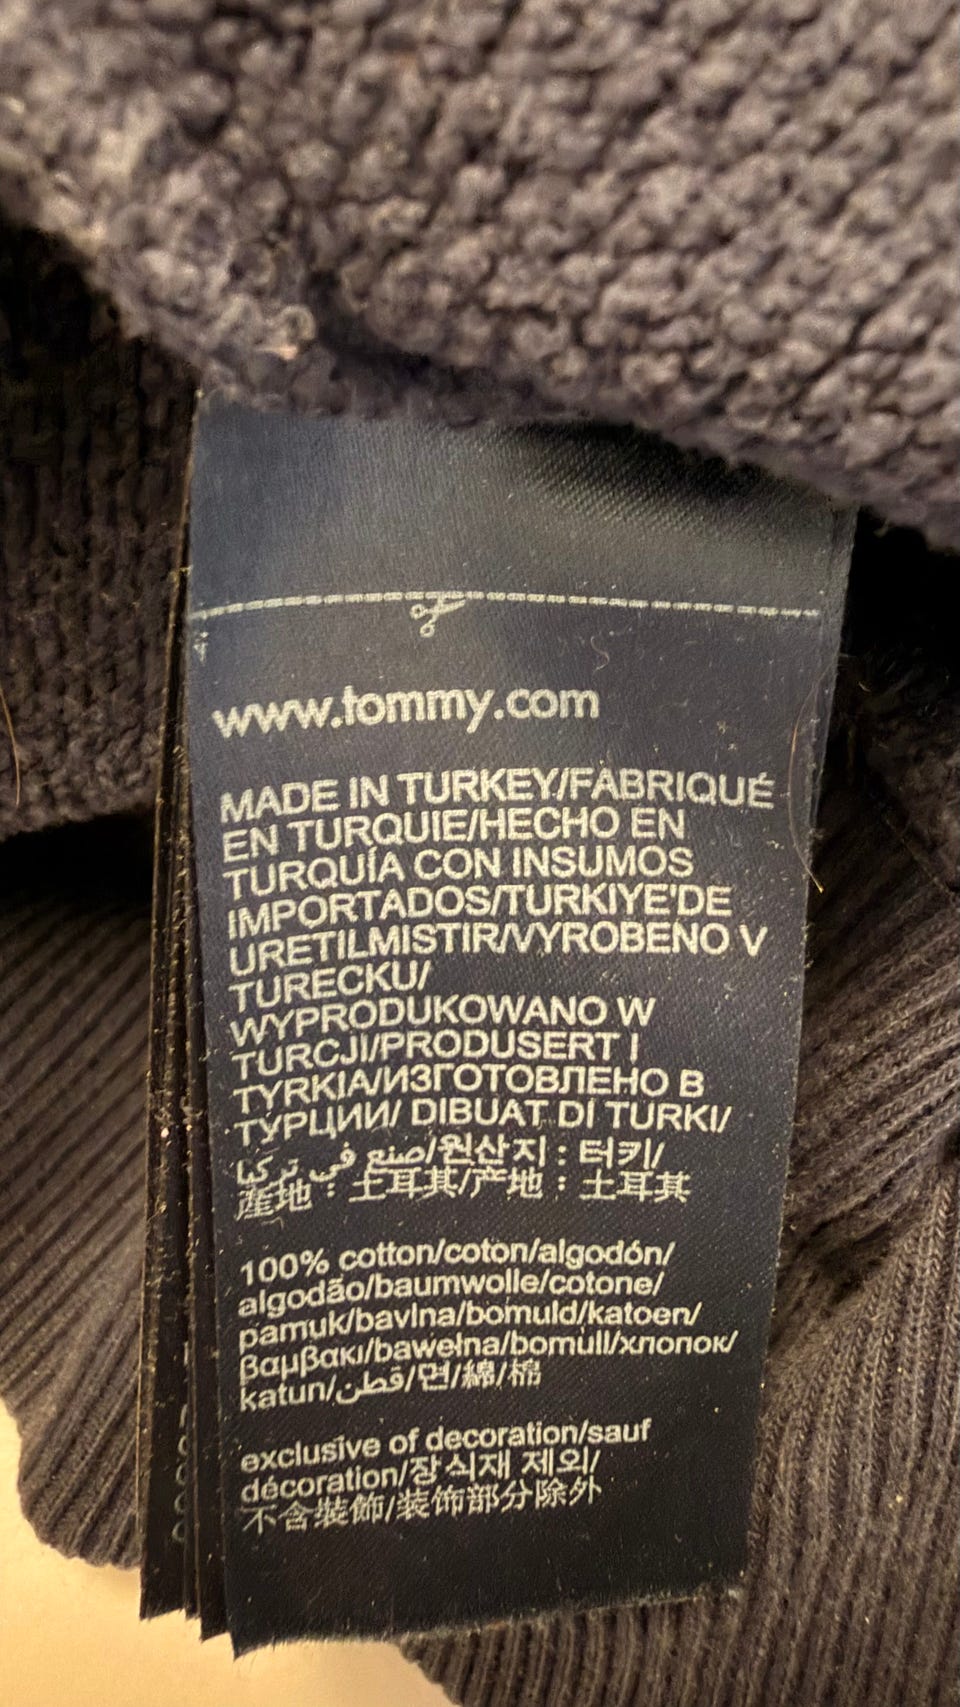 www.tommy.com
MADE IN TURKEY/FABRIQUÉ
EN TURQUIE/HECHO EN
TURQUÍA CON INSUMOS
IMPORTADOS/TURKIYE'DE
URETILMISTIR/VYROBENO V
TURECKU/
WYPRODUKOWANO W
TURCJI/PRODUSERT I
TYRKIA/ИЗГОТОВЛЕНО В
ТУРЦИИ/ DIBUAT DI TURKI/
صنع في تركيا/원산지 : 터키/
產地 : 土耳其/产地 : 土耳其
100% cotton/coton/algodón/
algodão/baumwolle/cotone/
pamuk/bavlna/bomuld/katoen/
βαμβακι/bawełna/bomull/хлопок/
katun/قطن/면/綿/棉
exclusive of decoration/sauf
décoration/장식재 제외/
不含裝飾/装饰部分除外